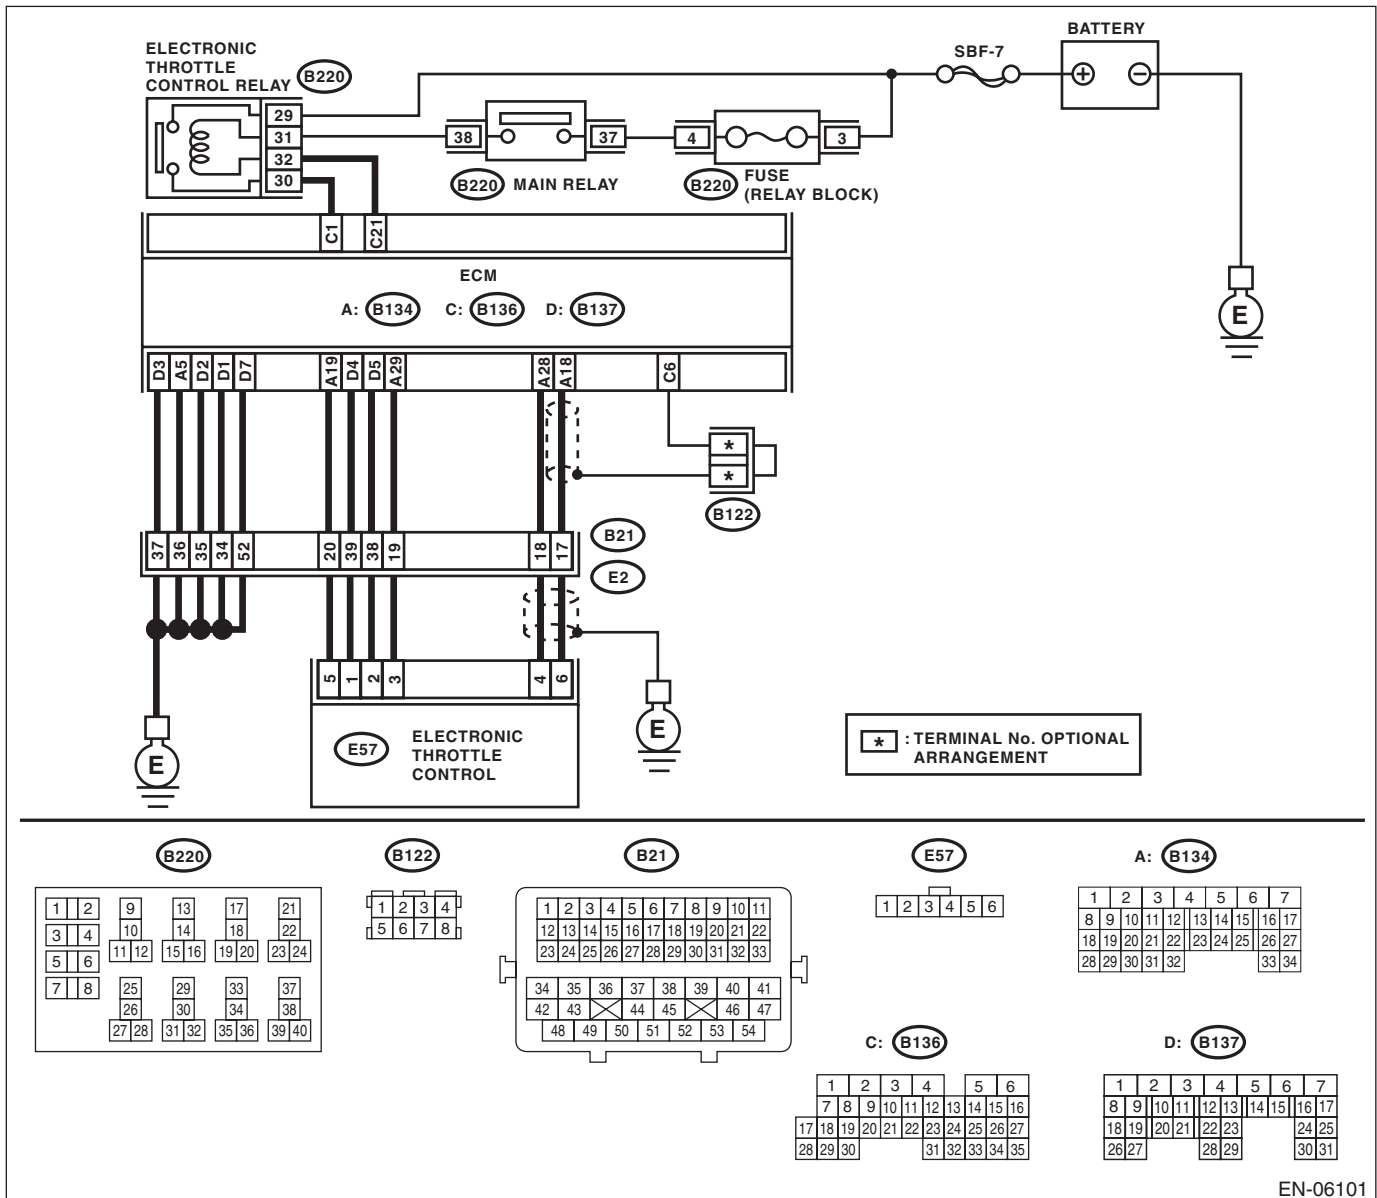 BATTERY
SBF-7
ELECTRONIC
THROTTLE
CONTROL RELAY B220
29
31
32
30
38 37
4 3
B220 MAIN RELAY
B220 FUSE
(RELAY BLOCK)
C1 C21
ECM
A: B134 C: B136 D: B137
D3 A5 D2 D1 D7 A19 D4 D5 A29 A28 A18 C6
*
*
B122
E
37 36 35 34 52 20 39 38 19 18 17
B21
E2
5 1 2 3 4 6
E57 ELECTRONIC
THROTTLE
CONTROL
E
E
* : TERMINAL No. OPTIONAL
ARRANGEMENT
B220
1 2 9 13 17 21
3 4 10 14 18 22
11 12 15 16 19 20 23 24
5 6
7 8 25 29 33 37
26 30 34 38
27 28 31 32 35 36 39 40
B122
1 2 3 4
5 6 7 8
B21
1 2 3 4 5 6 7 8 9 10 11
12 13 14 15 16 17 18 19 20 21 22
23 24 25 26 27 28 29 30 31 32 33
34 35 36 37 38 39 40 41
42 43 44 45 46 47
48 49 50 51 52 53 54
E57
1 2 3 4 5 6
A: B134
1 2 3 4 5 6 7
8 9 10 11 12 13 14 15 16 17
18 19 20 21 22 23 24 25 26 27
28 29 30 31 32 33 34
C: B136
1 2 3 4 5 6
7 8 9 10 11 12 13 14 15 16
17 18 19 20 21 22 23 24 25 26 27
28 29 30 31 32 33 34 35
D: B137
1 2 3 4 5 6 7
8 9 10 11 12 13 14 15 16 17
18 19 20 21 22 23 24 25
26 27 28 29 30 31
EN-06101